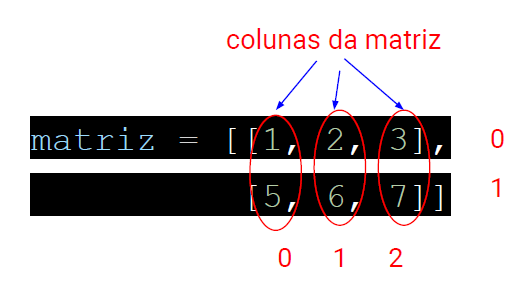 colunas da matriz
matriz = [[1, 2, 3], 0
[5, 6, 7]] 1
0 1 2